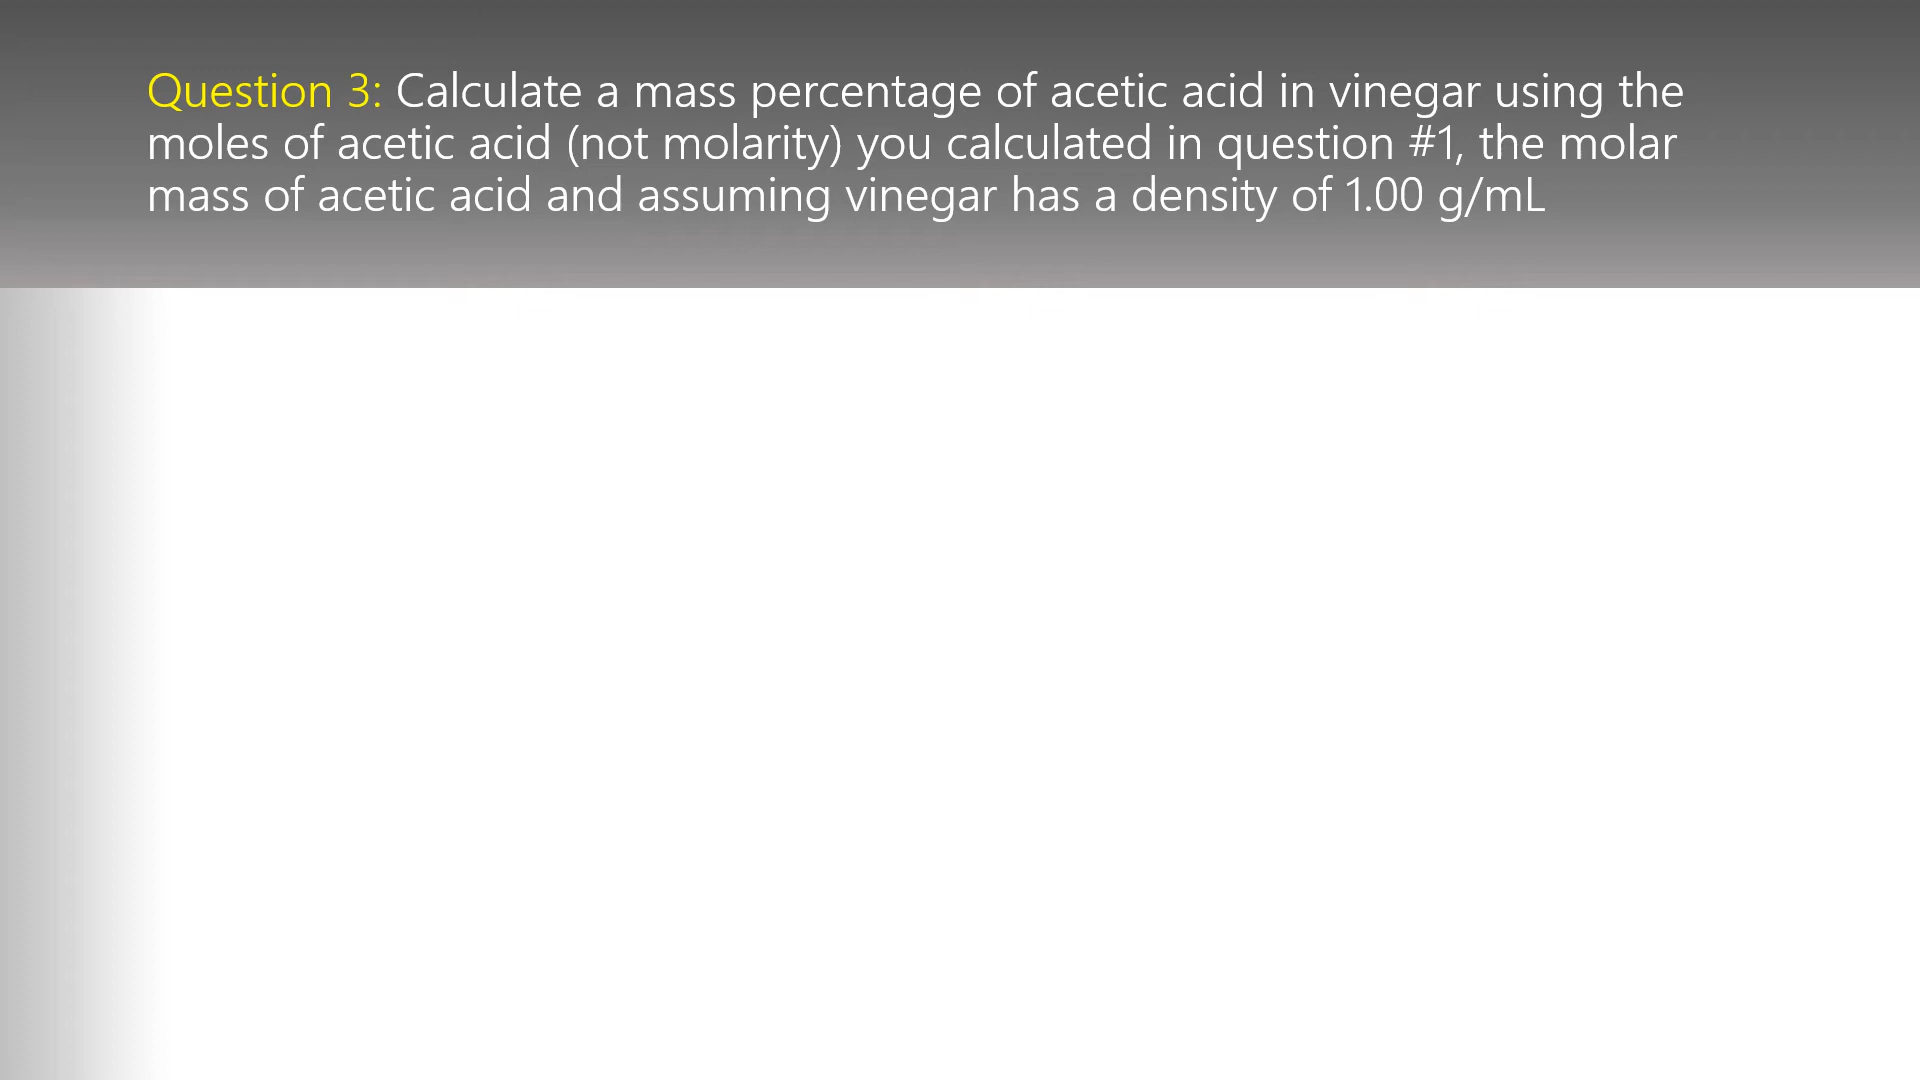 Question 3: Calculate a mass percentage of acetic acid in vinegar using the
moles of acetic acid (not molarity) you calculated in question #1, the molar
mass of acetic acid and assuming vinegar has a density of 1.00 g/mL